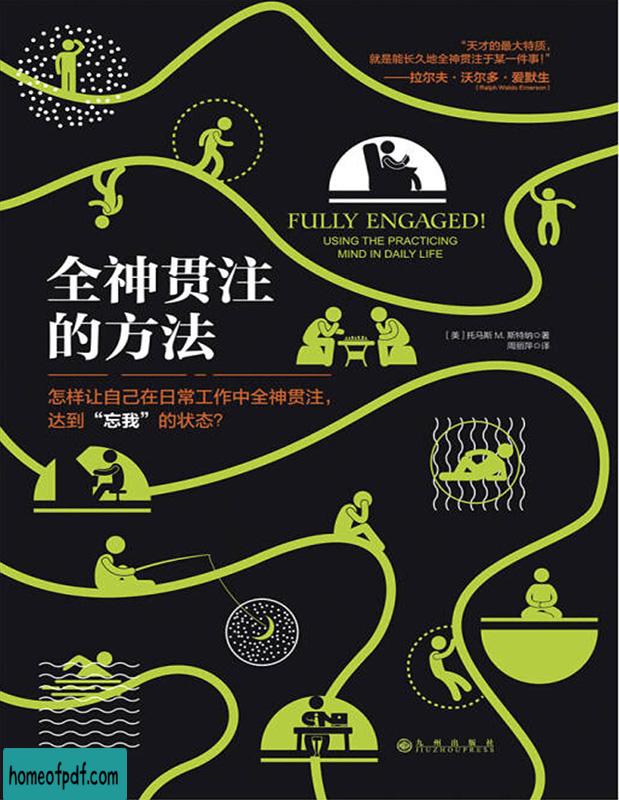 “天才的最大特质，
就是能长久地全神贯注于某一件事！”
——拉尔夫·沃尔多·爱默生
(Ralph Waldo Emerson)
FULLY ENGAGED!
USING THE PRACTICING
MIND IN DAILY LIFE
全神贯注
的方法
[美]托马斯 M. 斯特纳◎著
周丽萍◎译
怎样让自己在日常工作中全神贯注，
达到“忘我”的状态？
九州出版社
JIUZHOUPRESS
homeofpdf.com